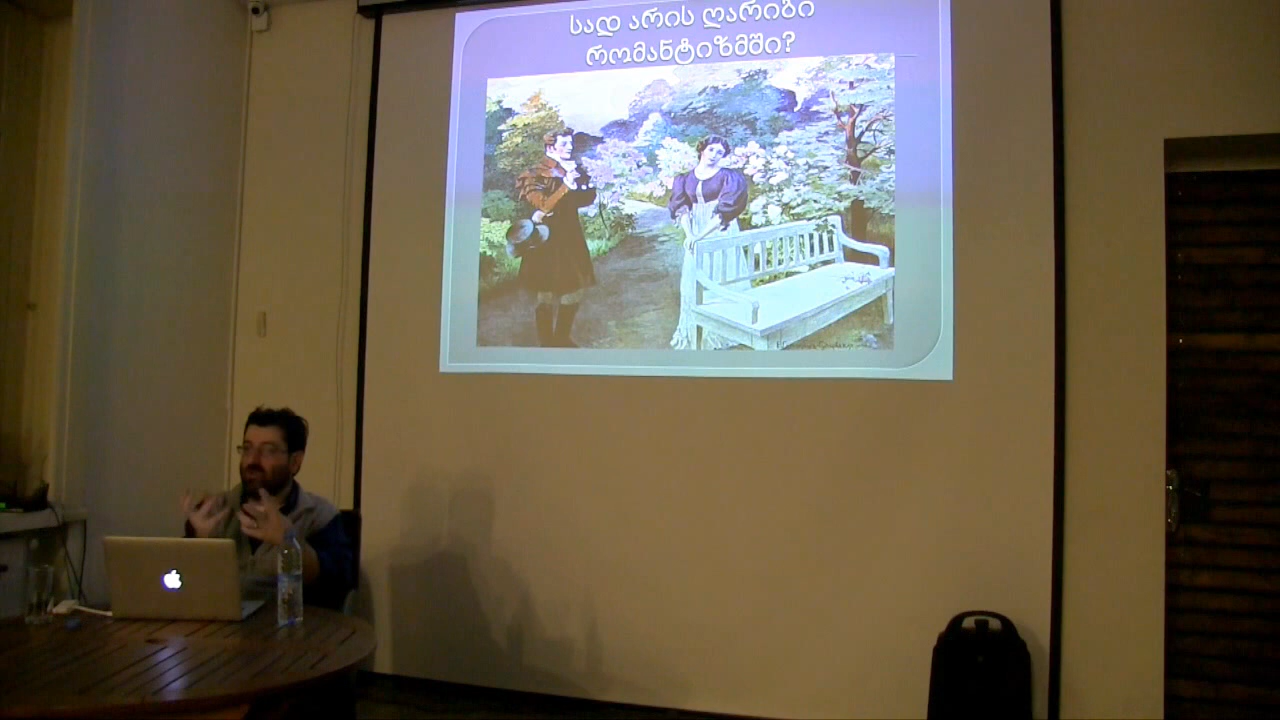 სად არის ღარიბი
რომანტიზმში?